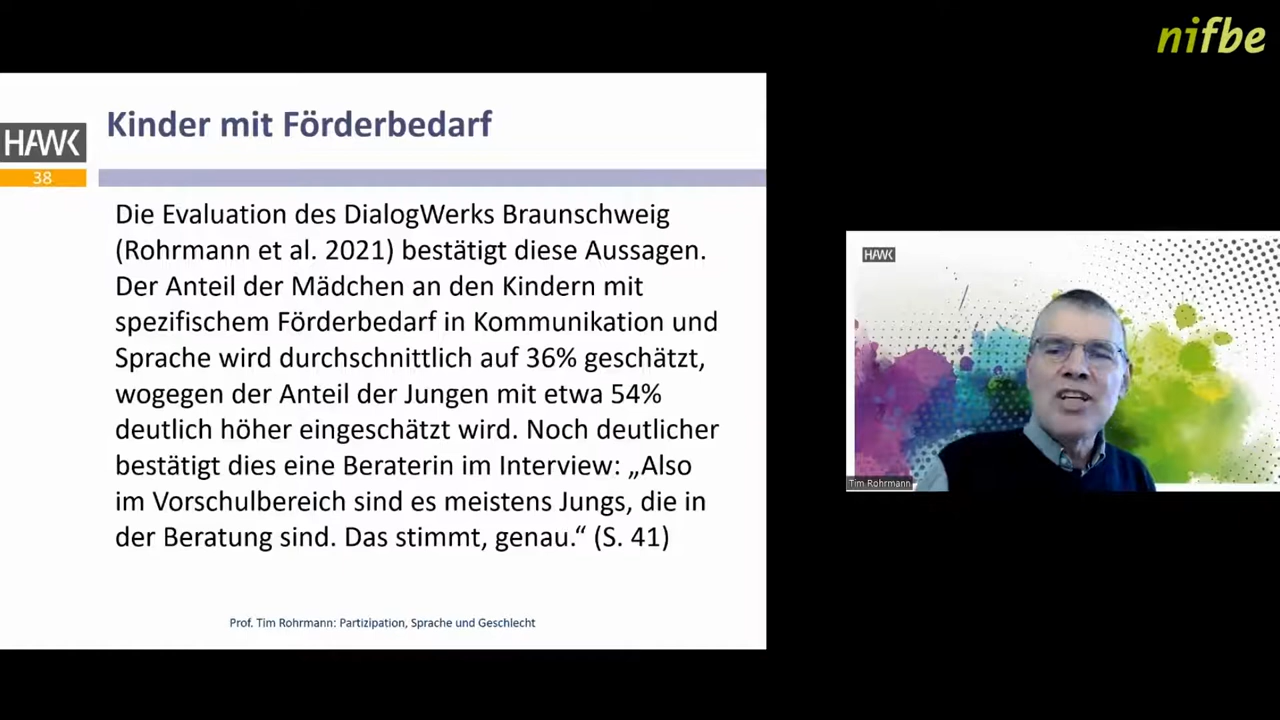 nifbe
Kinder mit Förderbedarf
HAWK
38
Die Evaluation des DialogWerks Braunschweig
(Rohrmann et al. 2021) bestätigt diese Aussagen.
Der Anteil der Mädchen an den Kindern mit
spezifischem Förderbedarf in Kommunikation und
Sprache wird durchschnittlich auf 36% geschätzt,
wogegen der Anteil der Jungen mit etwa 54%
deutlich höher eingeschätzt wird. Noch deutlicher
bestätigt dies eine Beraterin im Interview: „Also
im Vorschulbereich sind es meistens Jungs, die in
der Beratung sind. Das stimmt, genau.“ (S. 41)
Prof. Tim Rohrmann: Partizipation, Sprache und Geschlecht
HAWK
Tim Rohrmann